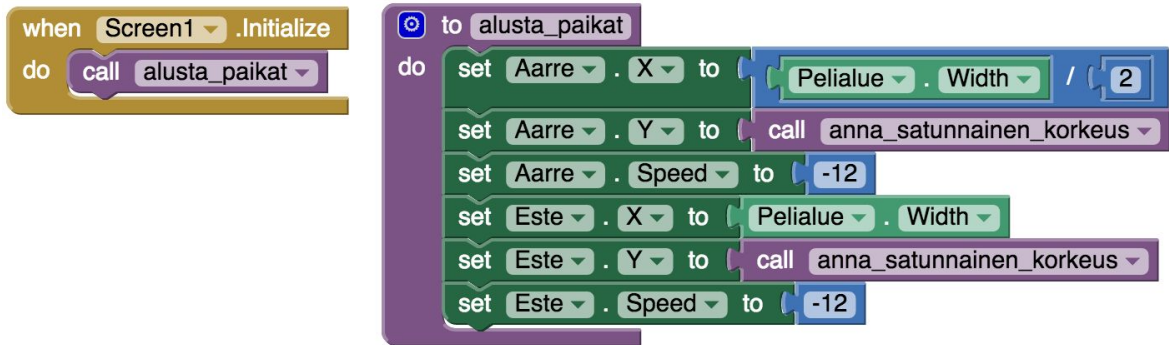 when Screen1 .Initialize
do call alusta_paikat
to alusta_paikat
do set Aarre . X to Pelialue . Width / 2
set Aarre . Y to call anna_satunnainen_korkeus
set Aarre . Speed to -12
set Este . X to Pelialue . Width
set Este . Y to call anna_satunnainen_korkeus
set Este . Speed to -12